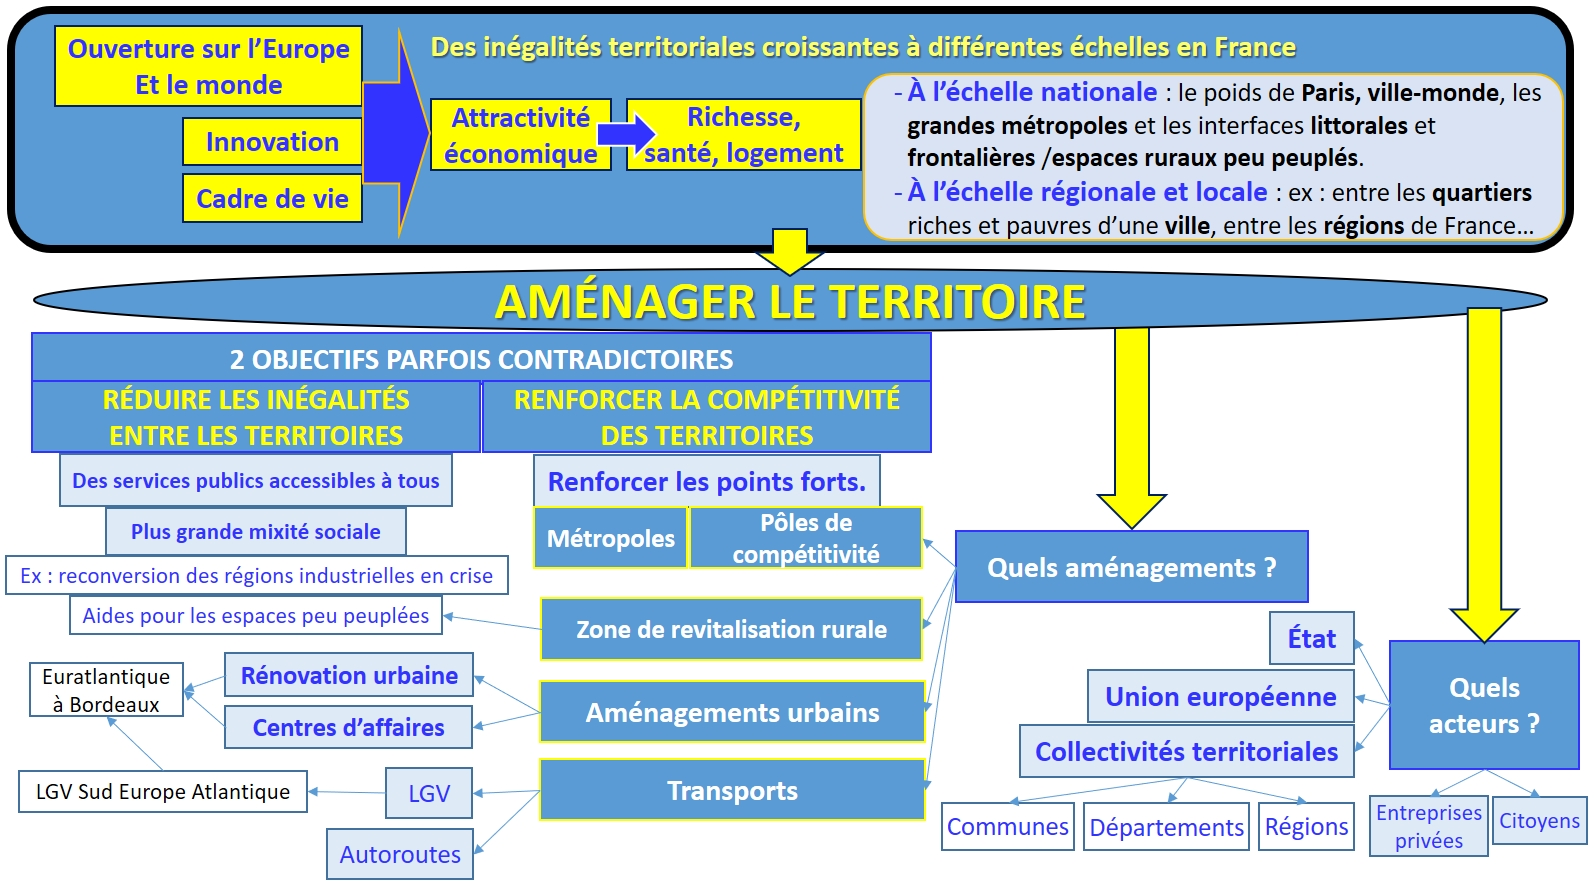 Ouverture sur l'Europe
Et le monde
Innovation
Cadre de vie
Des inégalités territoriales croissantes à différentes échelles en France
Attractivité
économique
Richesse,
santé, logement
- À l'échelle nationale : le poids de Paris, ville-monde, les
grandes métropoles et les interfaces littorales et
frontalières /espaces ruraux peu peuplés.
- À l'échelle régionale et locale : ex : entre les quartiers
riches et pauvres d'une ville, entre les régions de France...
AMÉNAGER LE TERRITOIRE
2 OBJECTIFS PARFOIS CONTRADICTOIRES
RÉDUIRE LES INÉGALITÉS
ENTRE LES TERRITOIRES
RENFORCER LA COMPÉTITIVITÉ
DES TERRITOIRES
Des services publics accessibles à tous
Plus grande mixité sociale
Ex : reconversion des régions industrielles en crise
Aides pour les espaces peu peuplées
Renforcer les points forts.
Métropoles
Pôles de
compétitivité
Zone de revitalisation rurale
Aménagements urbains
Transports
Rénovation urbaine
Centres d'affaires
Euratlantique
à Bordeaux
LGV Sud Europe Atlantique
LGV
Autoroutes
Quels aménagements ?
Quels
acteurs ?
État
Union européenne
Collectivités territoriales
Communes
Départements
Régions
Entreprises
privées
Citoyens